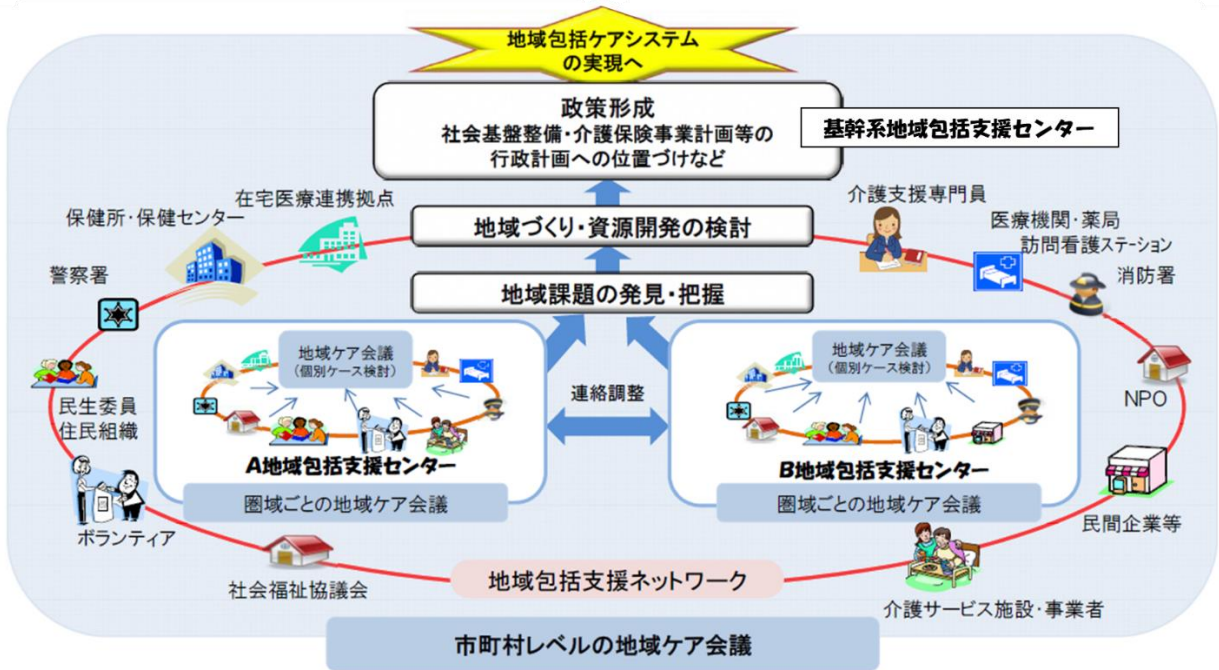 地域包括ケアシステム
の実現へ
政策形成
社会基盤整備・介護保険事業計画等の
行政計画への位置づけなど
基幹系地域包括支援センター
保健所・保健センター
在宅医療連携拠点
地域づくり・資源開発の検討
介護支援専門員
医療機関・薬局
訪問看護ステーション
警察署
地域課題の発見・把握
消防署
地域ケア会議
(個別ケース検討)
連絡調整
地域ケア会議
(個別ケース検討)
民生委員
住民組織
NPO
A地域包括支援センター
B地域包括支援センター
圏域ごとの地域ケア会議
圏域ごとの地域ケア会議
ボランティア
民間企業等
社会福祉協議会
地域包括支援ネットワーク
介護サービス施設・事業者
市町村レベルの地域ケア会議